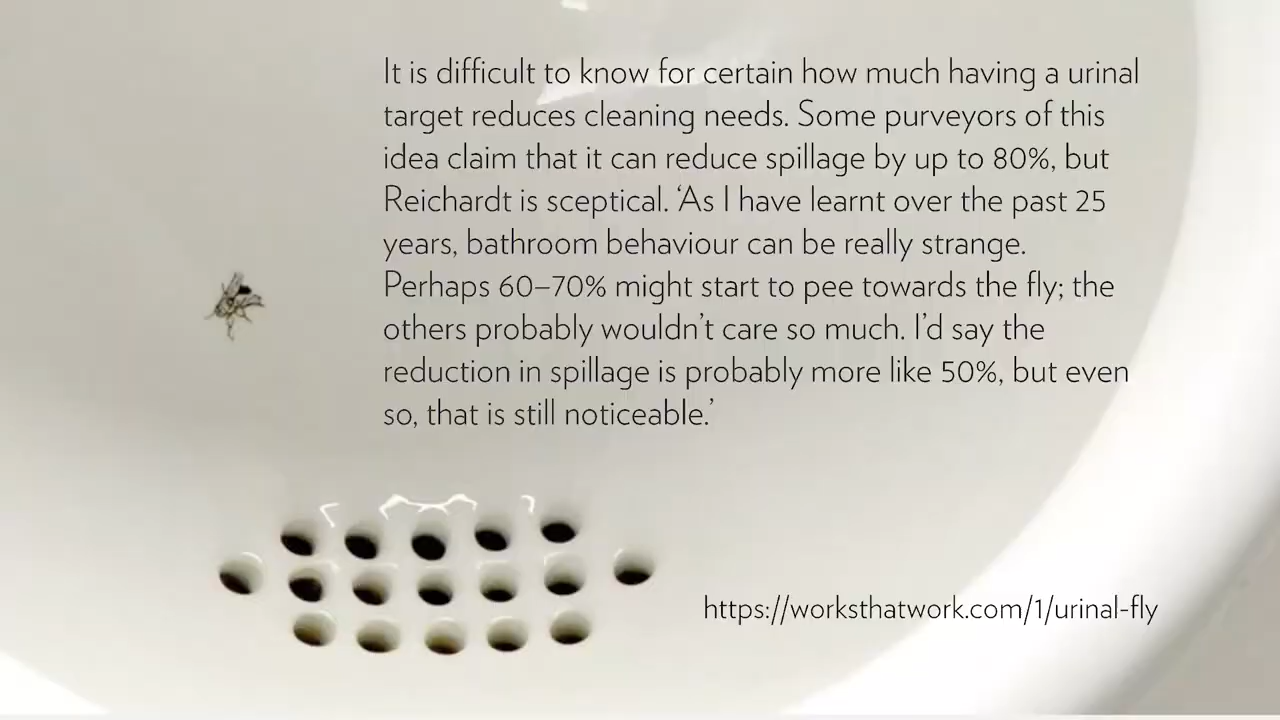 It is difficult to know for certain how much having a urinal
target reduces cleaning needs. Some purveyors of this
idea claim that it can reduce spillage by up to 80%, but
Reichardt is sceptical. ‘As I have learnt over the past 25
years, bathroom behaviour can be really strange.
Perhaps 60–70% might start to pee towards the fly; the
others probably wouldn’t care so much. I’d say the
reduction in spillage is probably more like 50%, but even
so, that is still noticeable.’
https://worksthatwork.com/1/urinal-fly